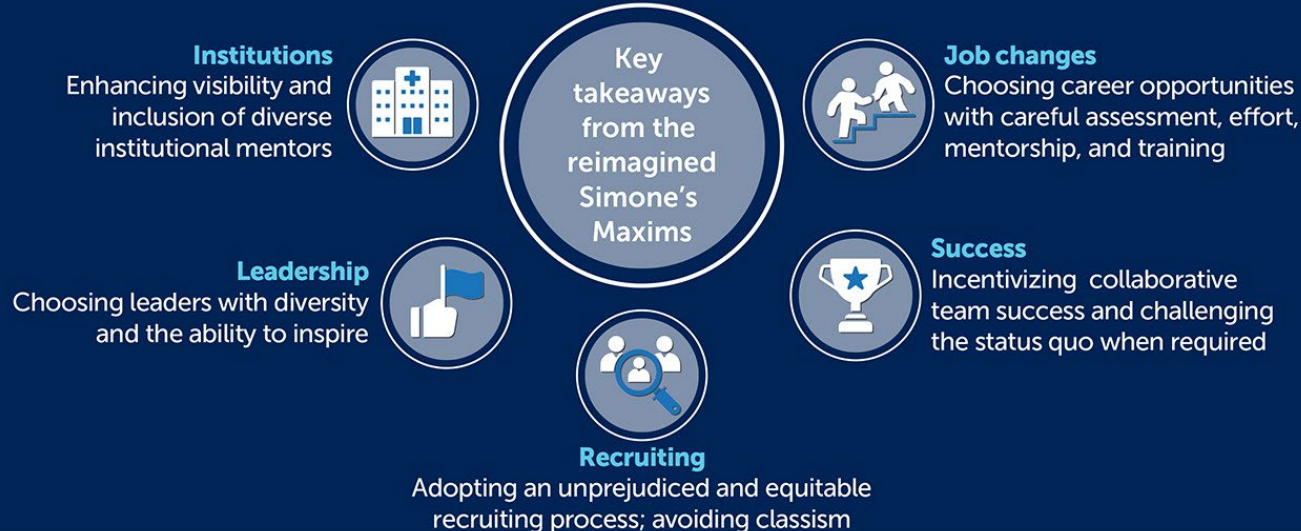 Key
takeaways
from the
reimagined
Simone's
Maxims
Institutions
Enhancing visibility and
inclusion of diverse
institutional mentors
Job changes
Choosing career opportunities
with careful assessment, effort,
mentorship, and training
Leadership
Choosing leaders with diversity
and the ability to inspire
Success
Incentivizing collaborative
team success and challenging
the status quo when required
Recruiting
Adopting an unprejudiced and equitable
recruiting process; avoiding classism